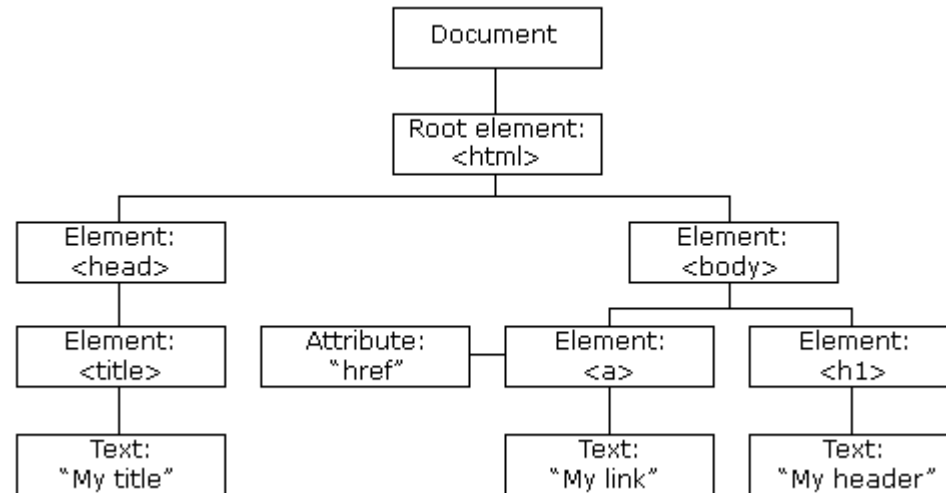 Document
Root element:
<html>
Element:
<head>
Element:
<body>
Element:
<title>
Attribute:
“href”
Element:
<a>
Element:
<h1>
Text:
“My title”
Text:
“My link”
Text:
“My header”